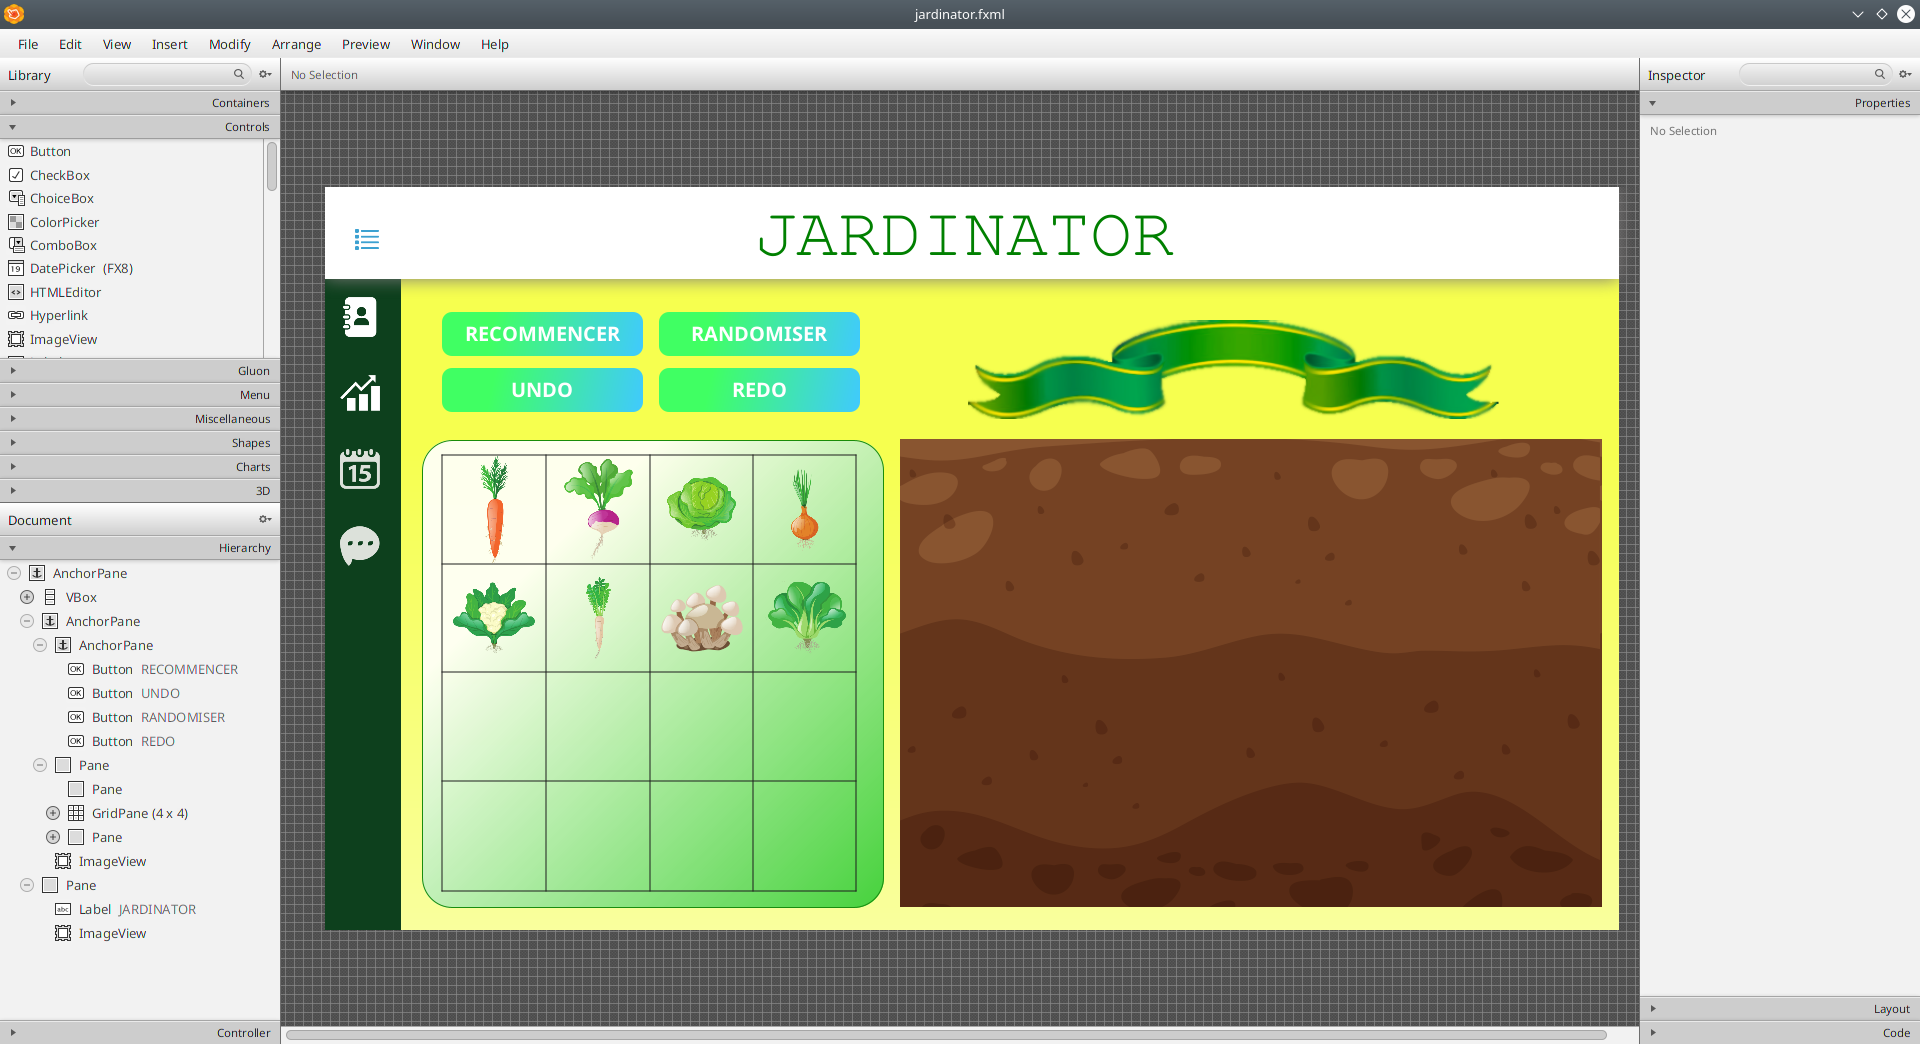 jardinator.fxml
File Edit View Insert Modify Arrange Preview Window Help
Library
No Selection
Inspector
Containers
Controls
Button
CheckBox
ChoiceBox
ColorPicker
ComboBox
DatePicker (FX8)
HTMLEditor
Hyperlink
ImageView
Gluon
Menu
Miscellaneous
Shapes
Charts
3D
Document
Hierarchy
AnchorPane
VBox
AnchorPane
AnchorPane
Button RECOMMENCER
Button UNDO
Button RANDOMISER
Button REDO
Pane
Pane
GridPane (4 x 4)
Pane
ImageView
Pane
Label JARDINATOR
ImageView
Controller
JARDINATOR
RECOMMENCER RANDOMISER
UNDO REDO
15
Properties
No Selection
Layout
Code